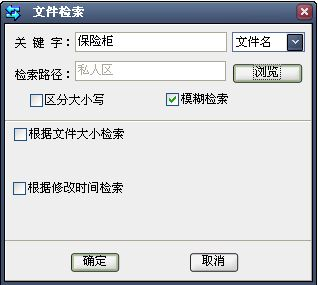 文件检索
关 键 字： 保险柜 文件名
检索路径： 私人区 浏览
区分大小写 模糊检索
根据文件大小检索
根据修改时间检索
确定 取消